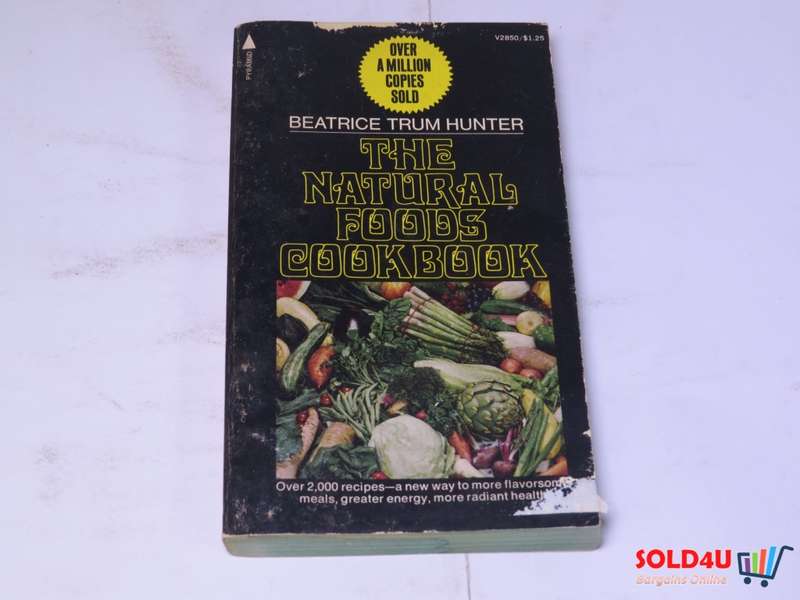 PYRAMID
V2850/$1.25
OVER
A MILLION
COPIES
SOLD
BEATRICE TRUM HUNTER
THE
NATURAL
FOODS
COOKBOOK
Over 2,000 recipes—a new way to more flavorsome
meals, greater energy, more radiant health
SOLD4U
Bargains Online